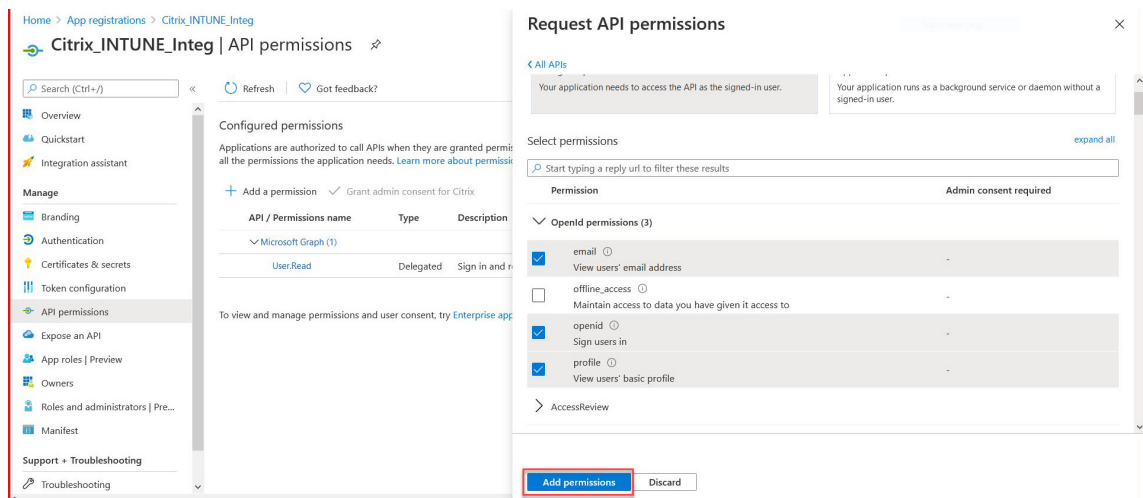 Home > App registrations > Citrix_INTUNE_Integ
Citrix_INTUNE_Integ | API permissions
Search (Ctrl+/)
«
Overview
Quickstart
Integration assistant
Manage
Branding
Authentication
Certificates & secrets
Token configuration
API permissions
Expose an API
App roles | Preview
Owners
Roles and administrators | Pre...
Manifest
Support + Troubleshooting
Troubleshooting
Refresh
Got feedback?
Configured permissions
Applications are authorized to call APIs when they are granted permis
all the permissions the application needs. Learn more about permissi
Add a permission
Grant admin consent for Citrix
API / Permissions name Type Description
Microsoft Graph (1)
User.Read Delegated Sign in and r
To view and manage permissions and user consent, try Enterprise app
Request API permissions
All APIs
Your application needs to access the API as the signed-in user.
Your application runs as a background service or daemon without a
signed-in user.
Select permissions
expand all
Start typing a reply url to filter these results
Permission Admin consent required
OpenId permissions (3)
email
View users' email address
-
offline_access
Maintain access to data you have given it access to
-
openid
Sign users in
-
profile
View users' basic profile
-
AccessReview
Add permissions
Discard